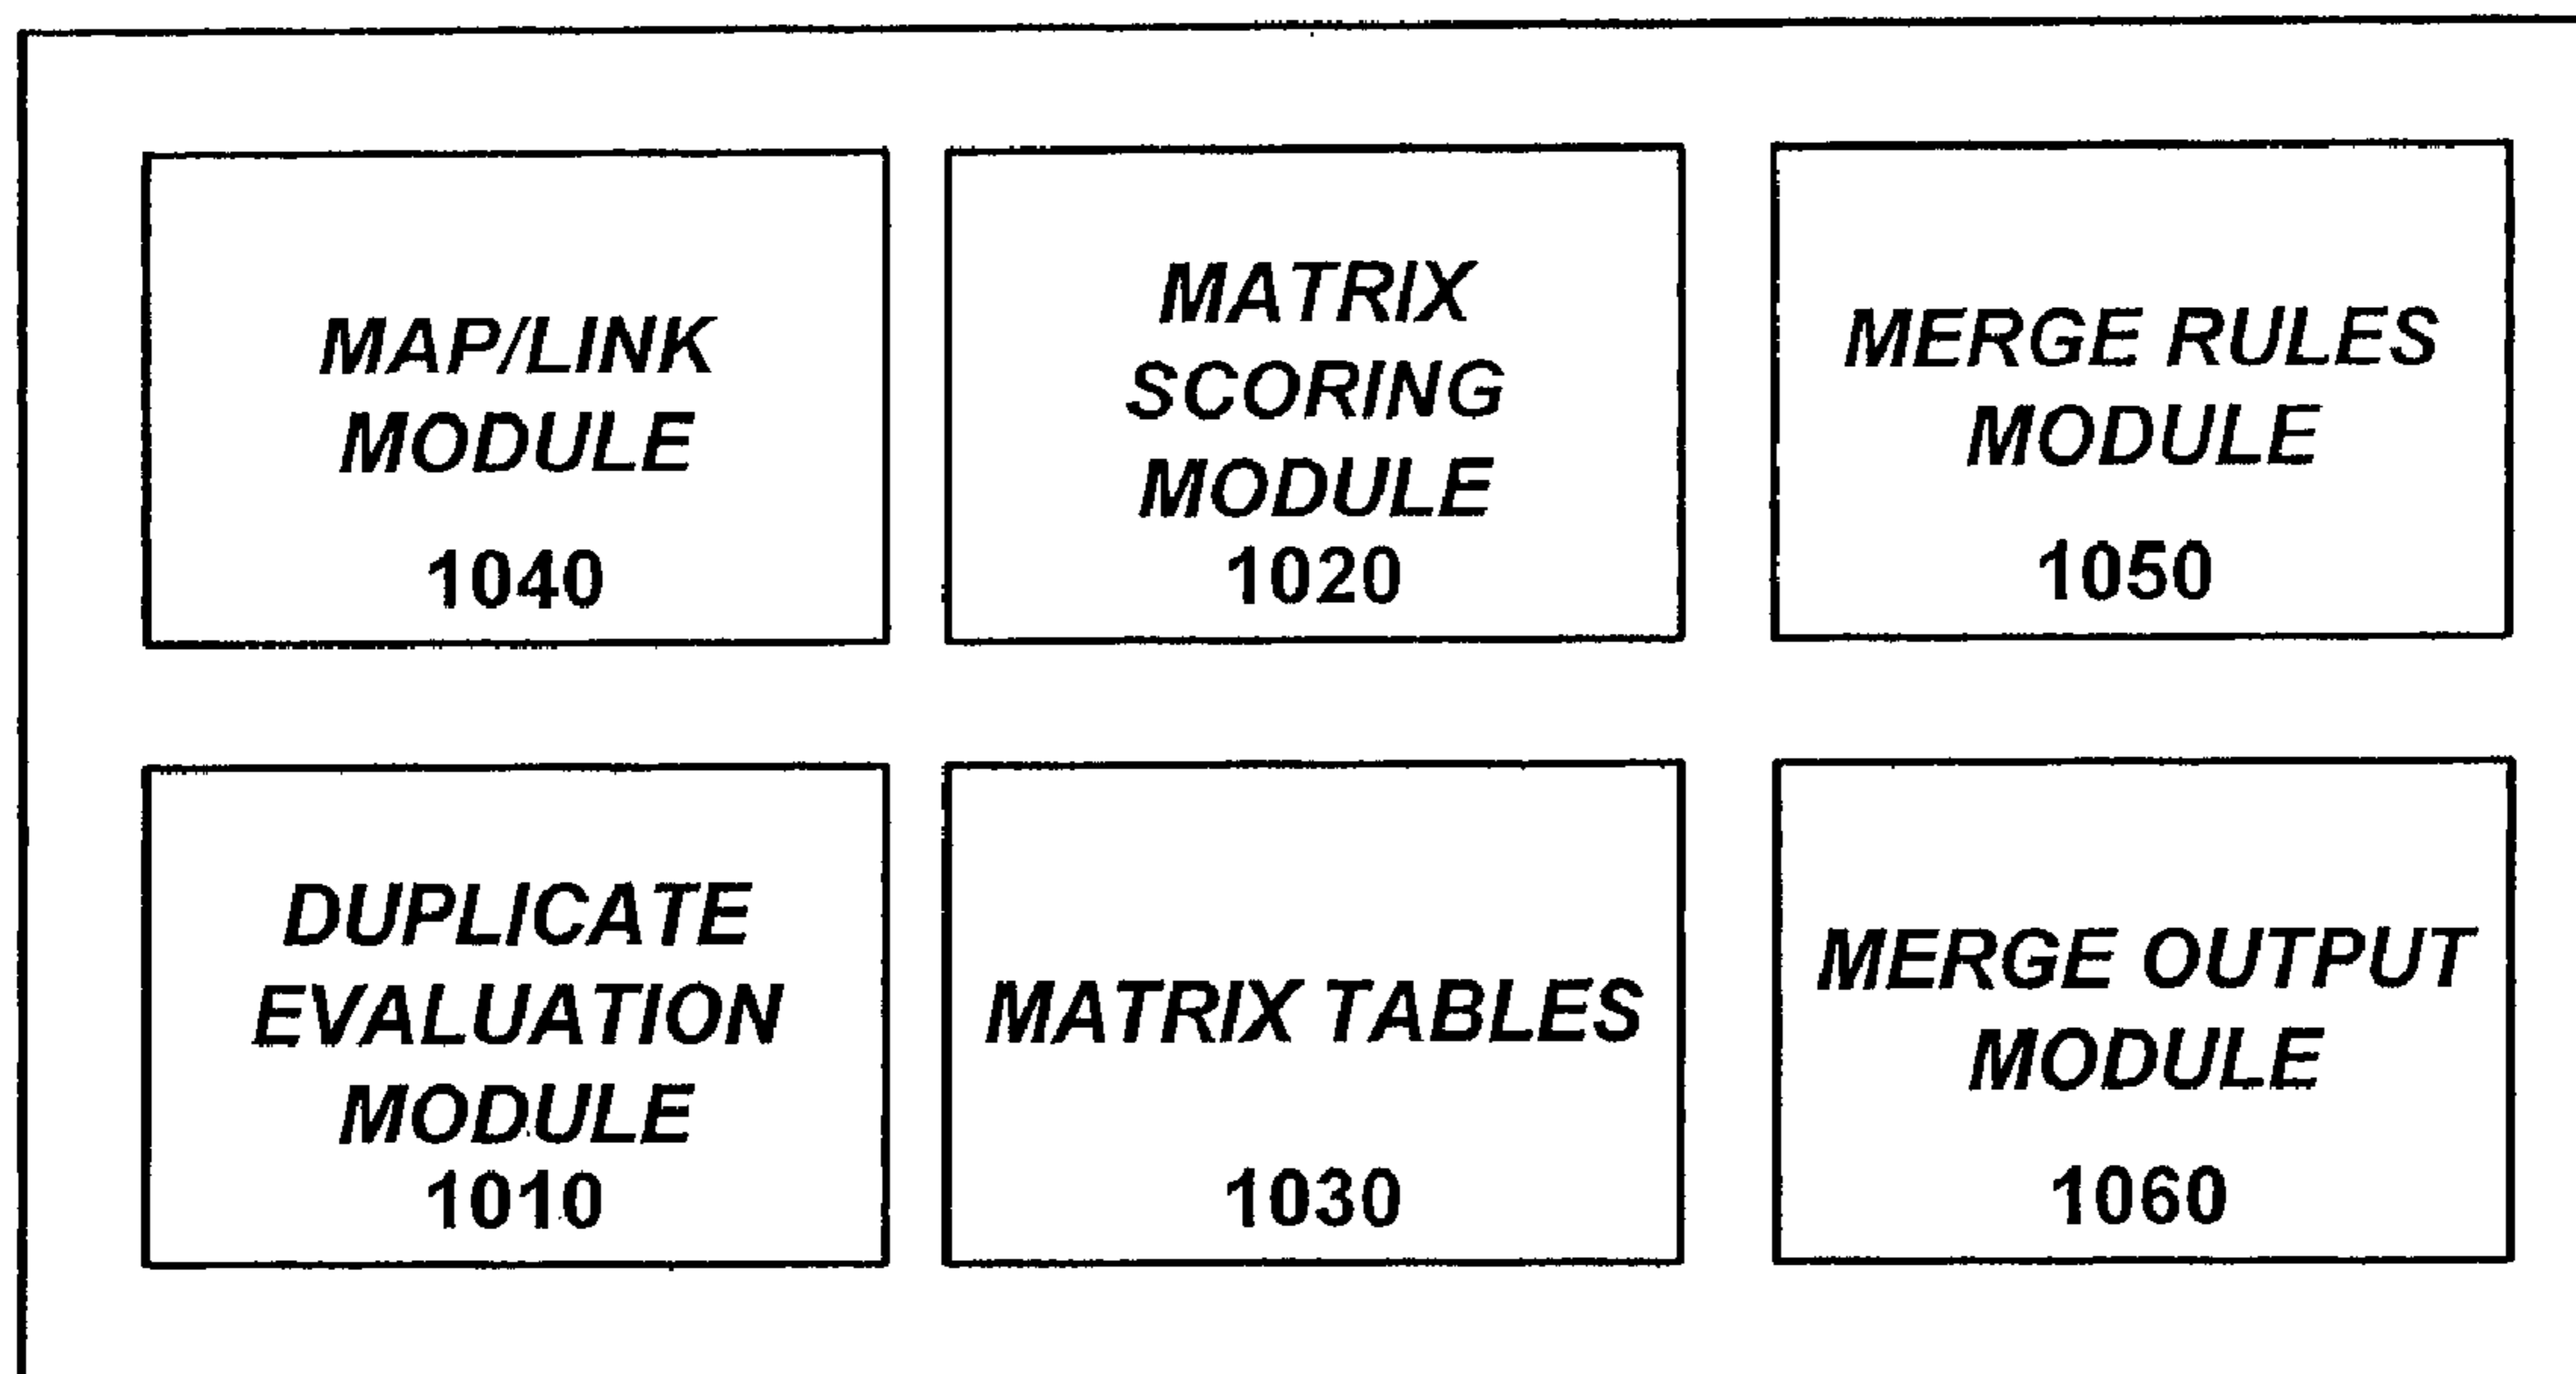 MAP/LINK
MODULE
1040
MATRIX
SCORING
MODULE
1020
MERGE RULES
MODULE
1050
DUPLICATE
EVALUATION
MODULE
1010
MATRIX TABLES
1030
MERGE OUTPUT
MODULE
1060